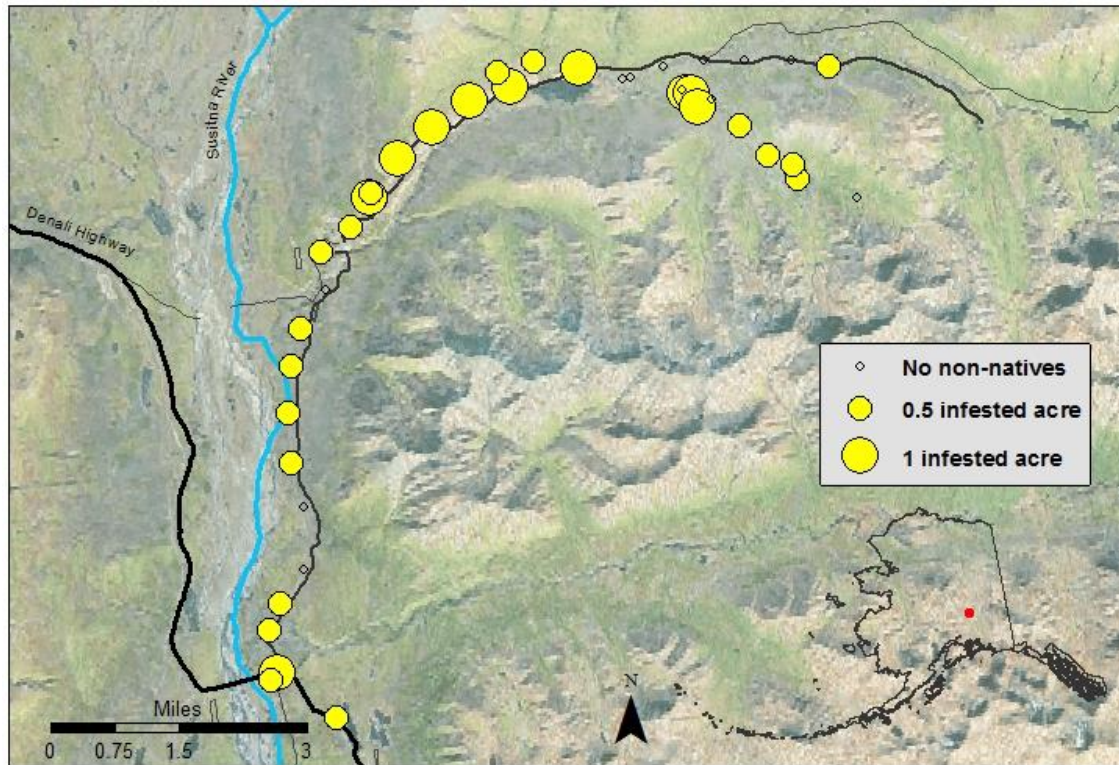 Susitna River
Denali Highway
No non-natives
0.5 infested acre
1 infested acre
N
Miles
0 0.75 1.5 3